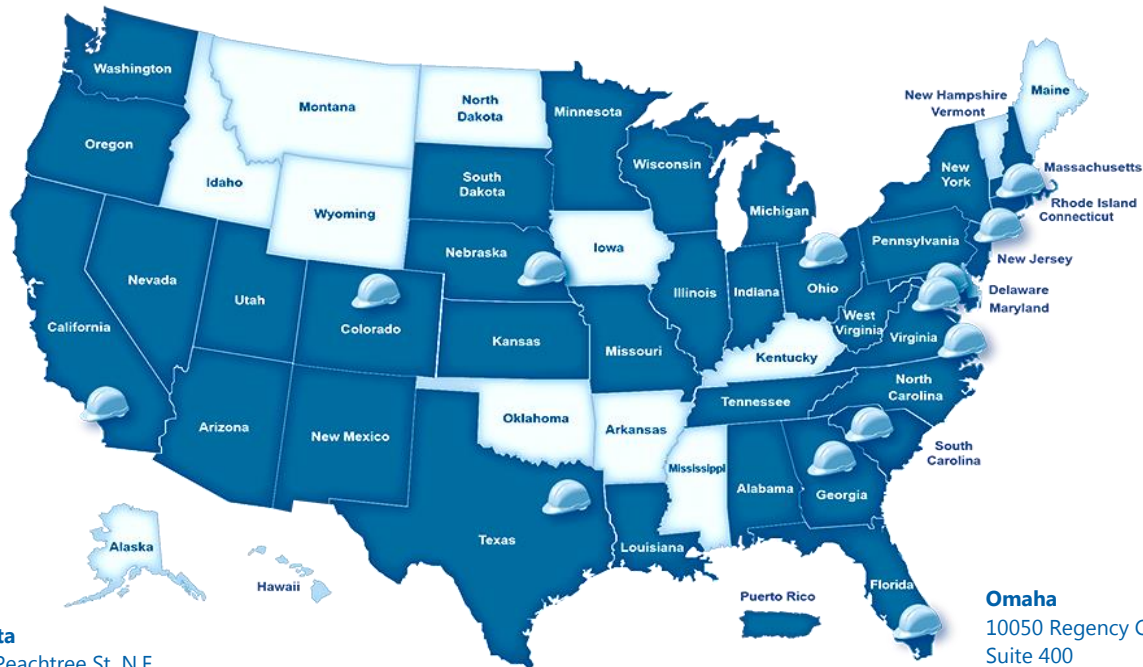 Washington
Montana
North
Dakota
Minnesota
New Hampshire
Vermont
Maine
Oregon
Idaho
South
Dakota
Wisconsin
New
York
Massachusetts
Wyoming
Michigan
Rhode Island
Connecticut
Nebraska
Iowa
Pennsylvania
New Jersey
Nevada
Utah
Colorado
Illinois
Indiana
Ohio
Delaware
Maryland
California
Kansas
Missouri
West
Virginia
Virginia
Kentucky
North
Carolina
Tennessee
Arizona
New Mexico
Oklahoma
Arkansas
South
Carolina
Mississippi
Alabama
Georgia
Texas
Louisiana
Alaska
Hawaii
Florida
Puerto Rico
ta
Peachtree St. N.E.
Omaha
10050 Regency C
Suite 400